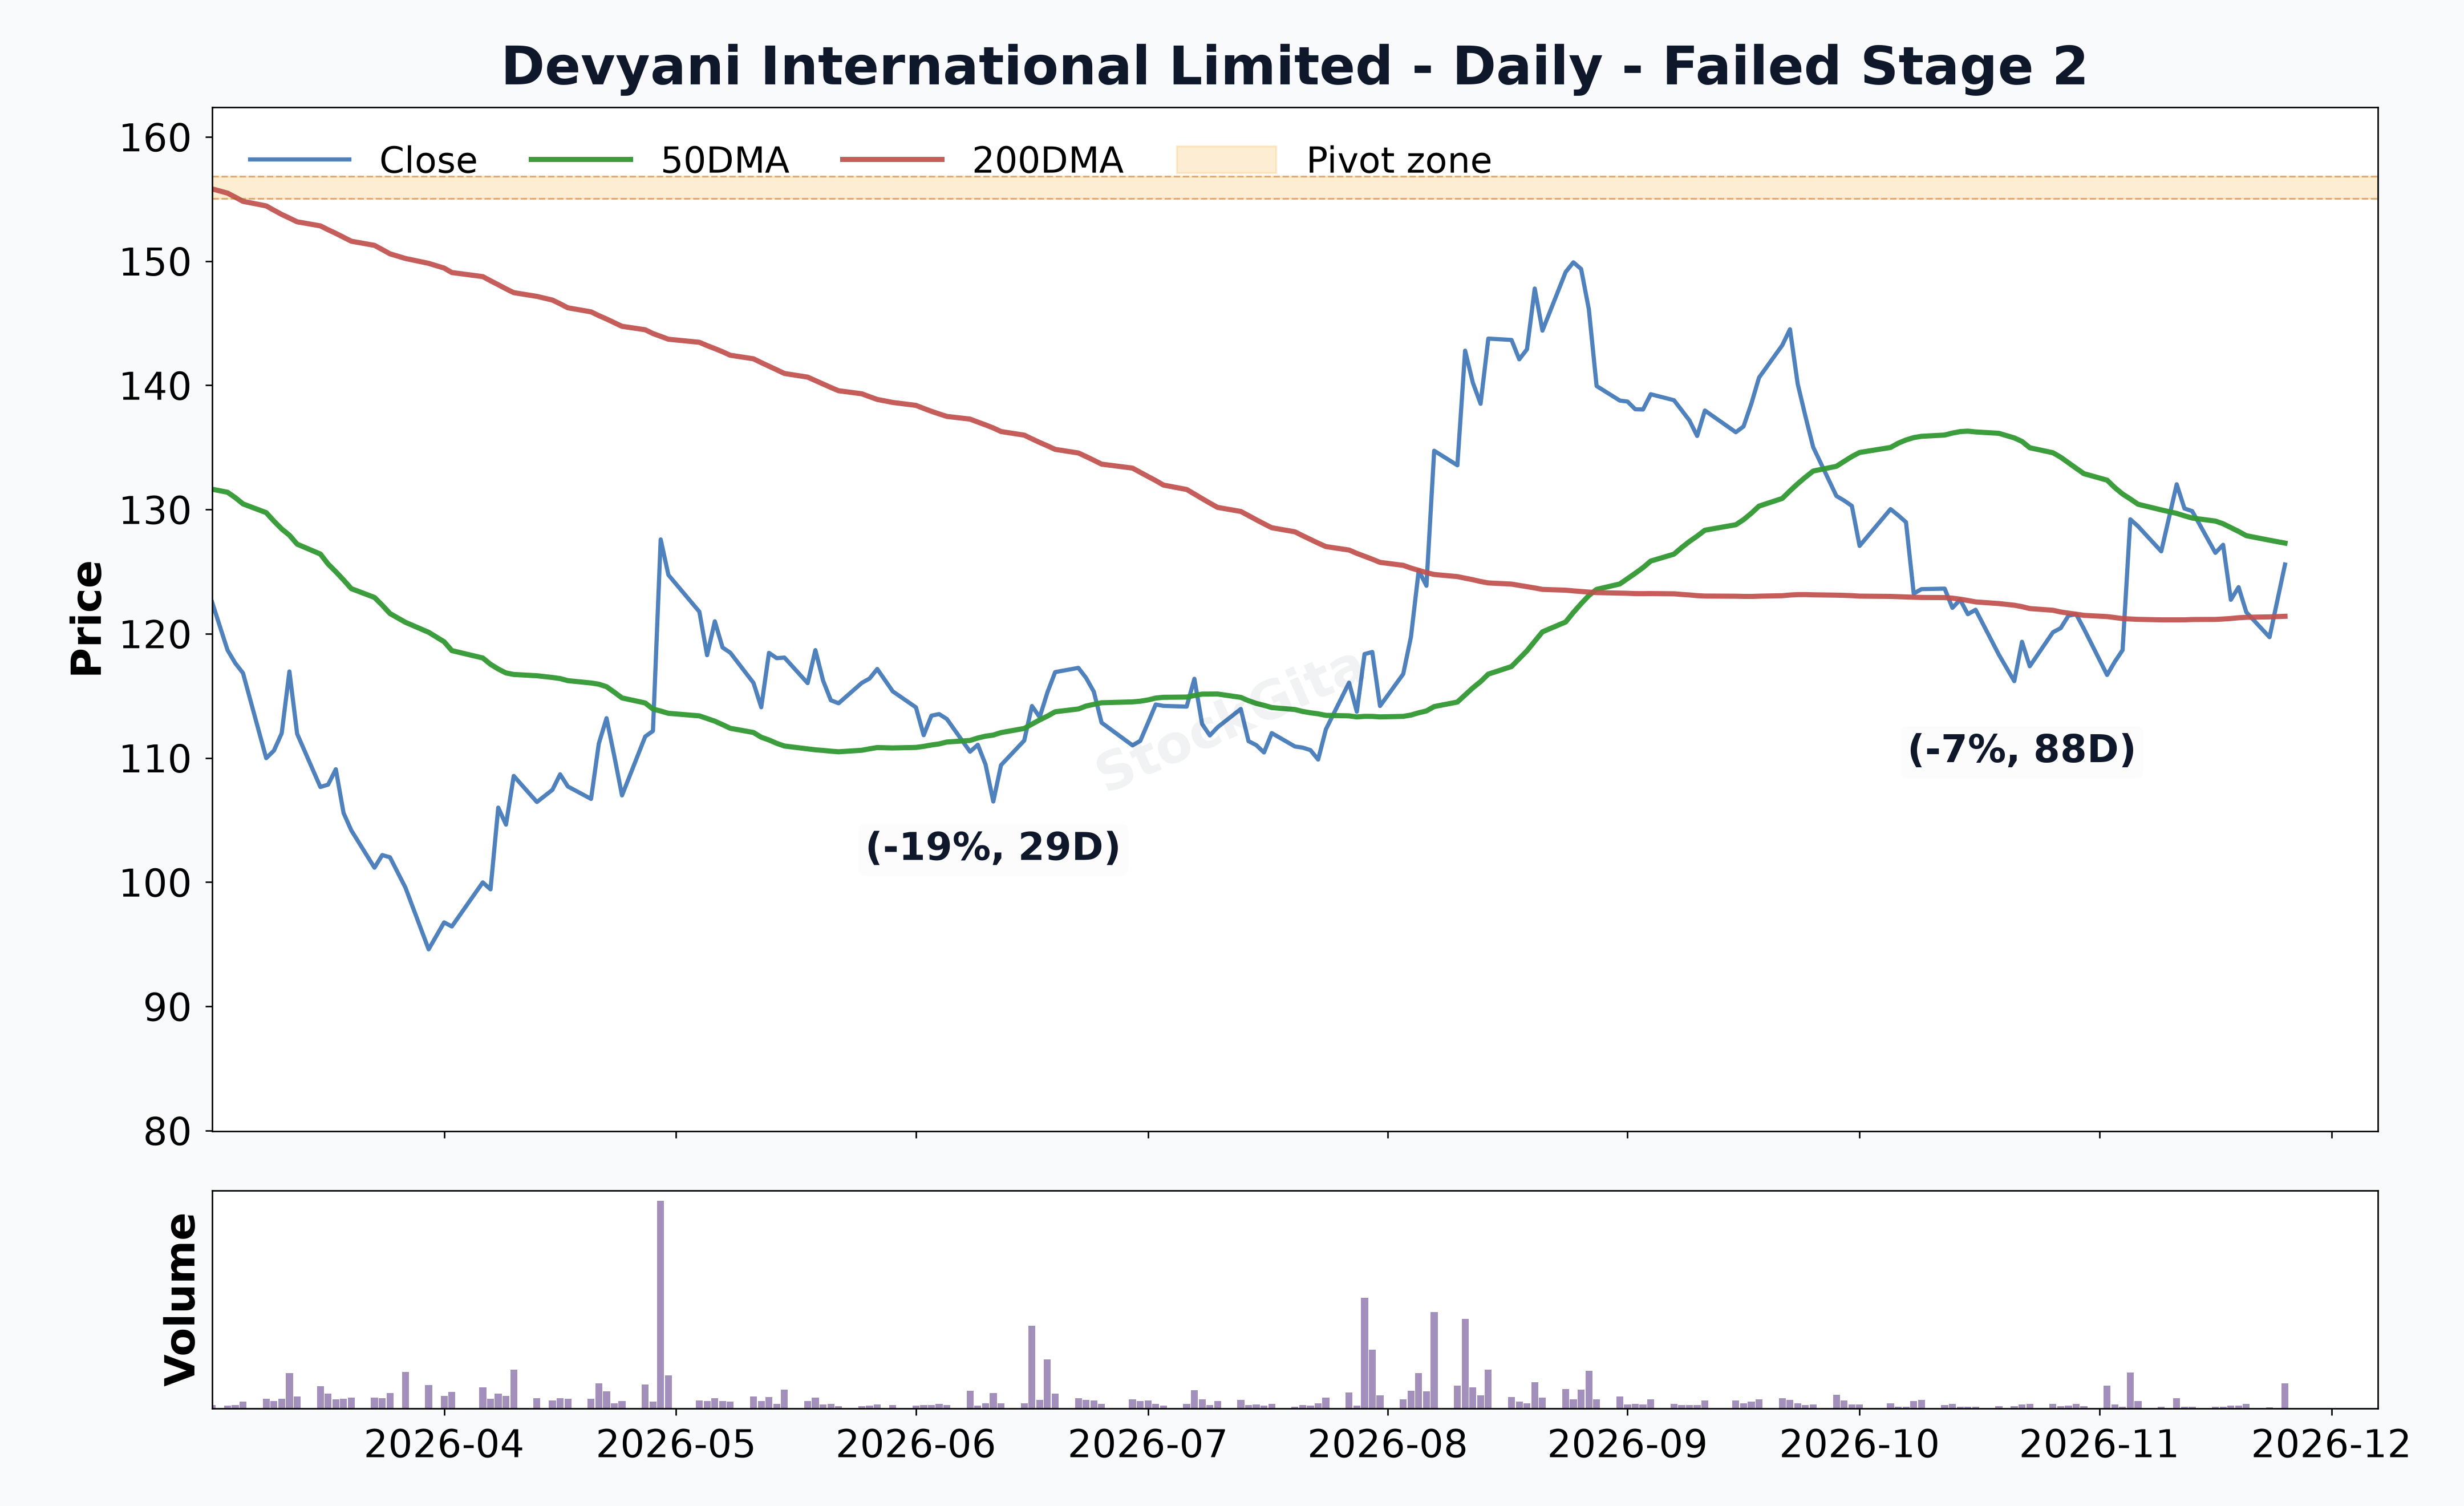 Devyani International Limited - Daily - Failed Stage 2
Close 50DMA 200DMA Pivot zone
160
150
140
130
120
110
100
90
80
Price
StockGita
(-19%, 29D)
(-7%, 88D)
Volume
2026-04 2026-05 2026-06 2026-07 2026-08 2026-09 2026-10 2026-11 2026-12